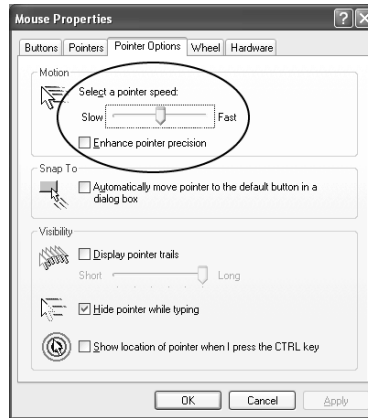 Mouse Properties
Buttons Pointers Pointer Options Wheel Hardware
Motion
Select a pointer speed:
Slow Fast
Enhance pointer precision
Snap To
Automatically move pointer to the default button in a
dialog box
Visibility
Display pointer trails
Short Long
Hide pointer while typing
Show location of pointer when I press the CTRL key
OK Cancel Apply